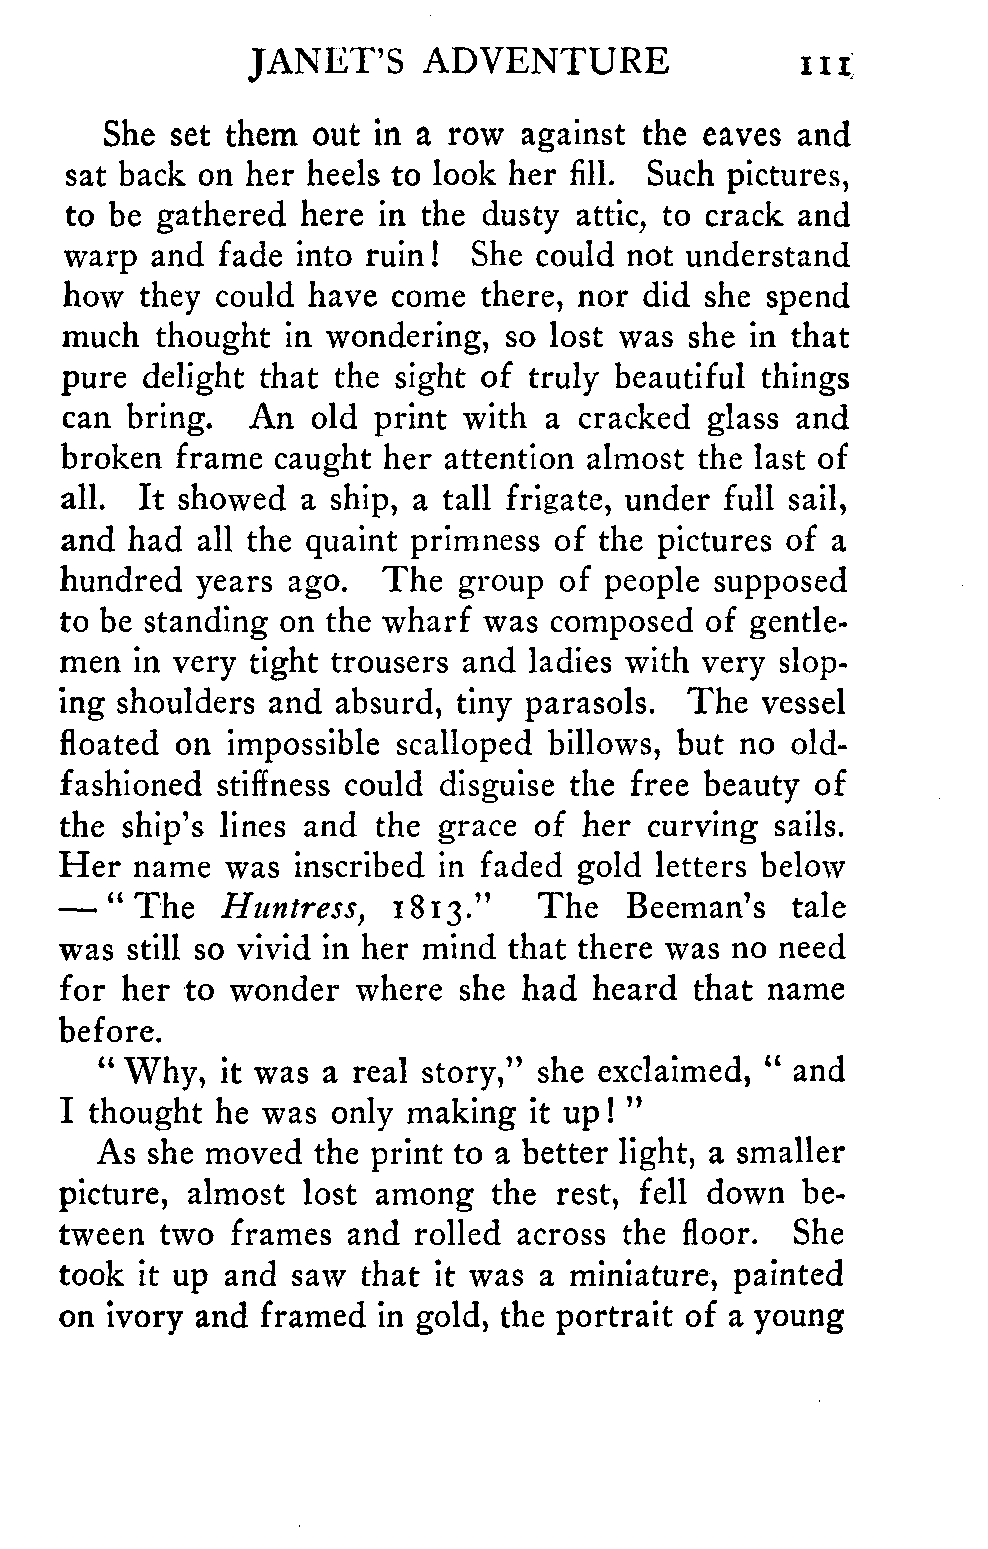 JANET'S ADVENTURE 111
She set them out in a row against the eaves and
sat back on her heels to look her fill. Such pictures,
to be gathered here in the dusty attic, to crack and
warp and fade into ruin! She could not understand
how they could have come there, nor did she spend
much thought in wondering, so lost was she in that
pure delight that the sight of truly beautiful things
can bring. An old print with a cracked glass and
broken frame caught her attention almost the last of
all. It showed a ship, a tall frigate, under full sail,
and had all the quaint primness of the pictures of a
hundred years ago. The group of people supposed
to be standing on the wharf was composed of gentle-
men in very tight trousers and ladies with very slop-
ing shoulders and absurd, tiny parasols. The vessel
floated on impossible scalloped billows, but no old-
fashioned stiffness could disguise the free beauty of
the ship's lines and the grace of her curving sails.
Her name was inscribed in faded gold letters below
— " The Huntress, 1813." The Beeman's tale
was still so vivid in her mind that there was no need
for her to wonder where she had heard that name
before.
" Why, it was a real story," she exclaimed, " and
I thought he was only making it up! "
As she moved the print to a better light, a smaller
picture, almost lost among the rest, fell down be-
tween two frames and rolled across the floor. She
took it up and saw that it was a miniature, painted
on ivory and framed in gold, the portrait of a young